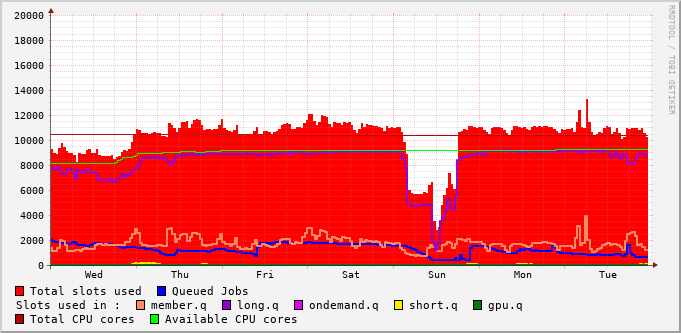 20000
18000
16000
14000
12000
10000
8000
6000
4000
2000
0
Wed Thu Fri Sat Sun Mon Tue
RRDTOOL / TOBI OETIKER
Total slots used Queued Jobs
Slots used in : member.q long.q ondemand.q short.q gpu.q
Total CPU cores Available CPU cores